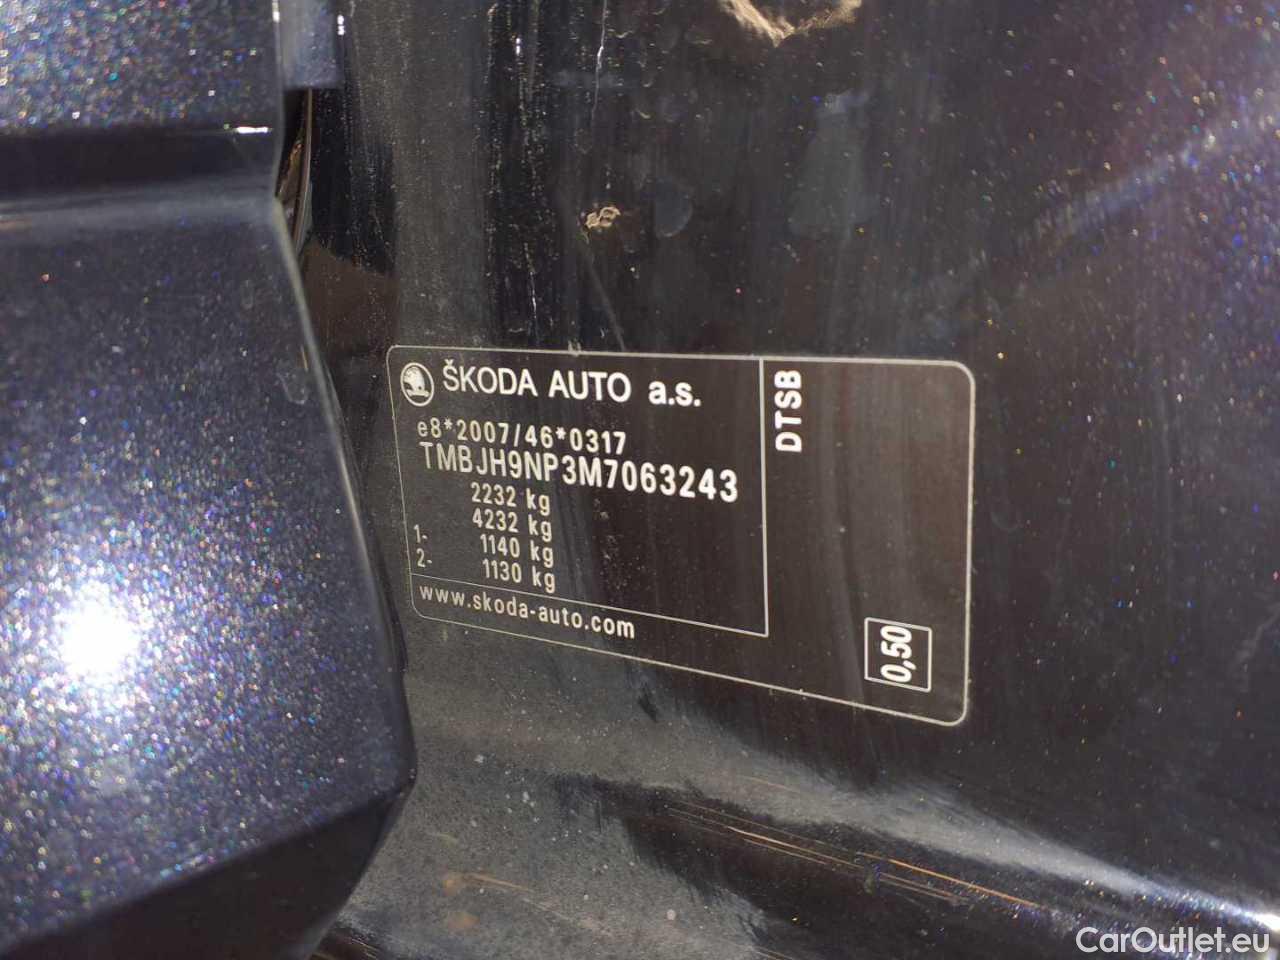 ŠKODA AUTO a.s.
e8*2007/46*0317
TMBJH9NP3M7063243
2232 kg
4232 kg
1- 1140 kg
2- 1130 kg
www.skoda-auto.com
DTSB
0,50
CarOutlet.eu